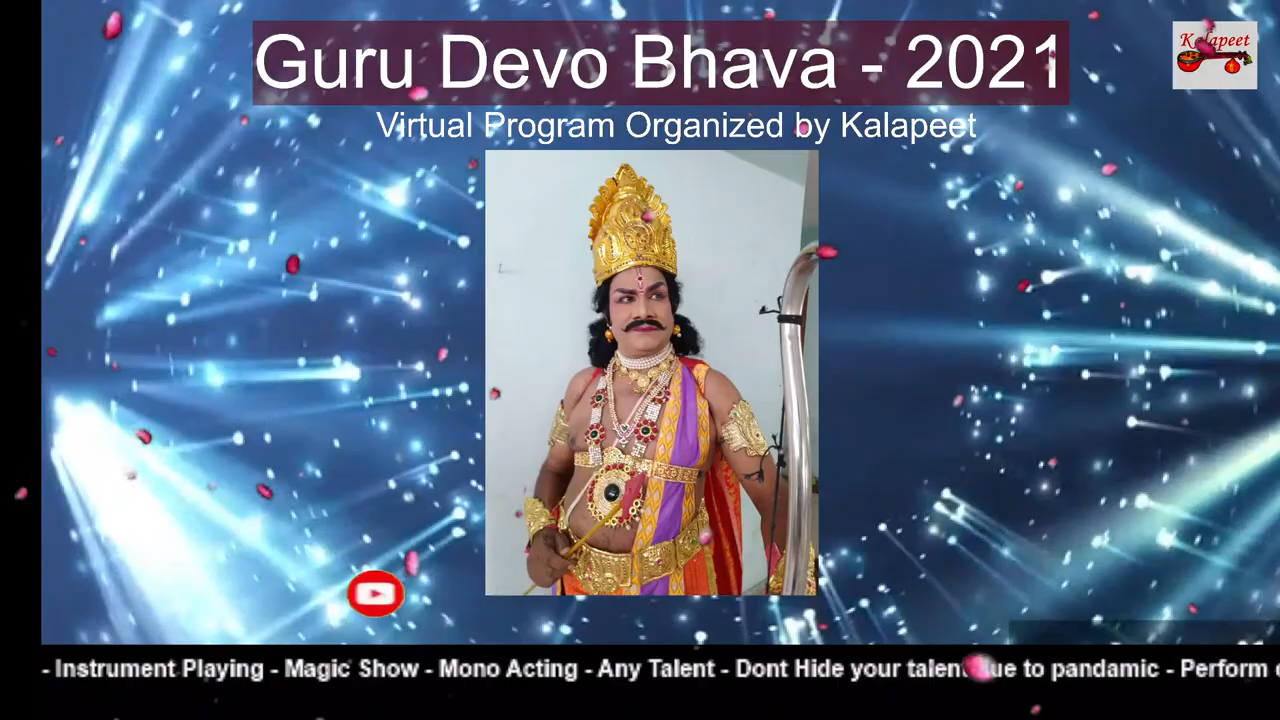 Guru Devo Bhava - 2021
Kalapeet
Virtual Program Organized by Kalapeet
- Instrument Playing - Magic Show - Mono Acting - Any Talent - Dont Hide your talent due to pandamic - Perform